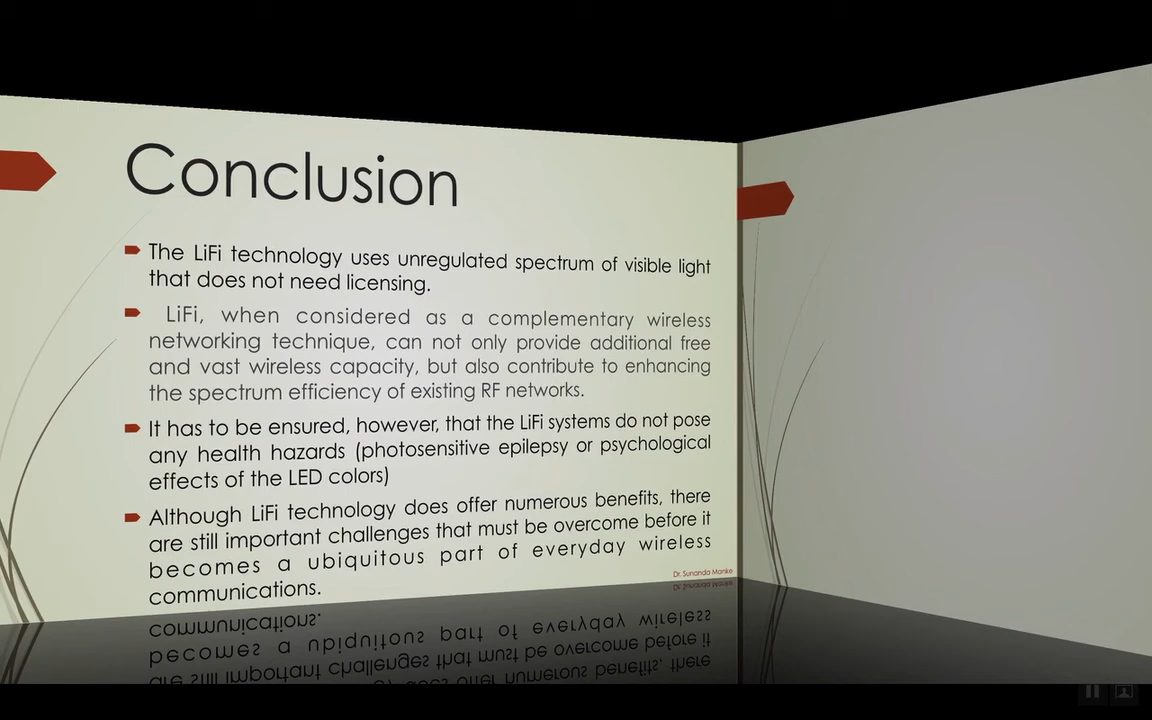 Conclusion
The LiFi technology uses unregulated spectrum of visible light
that does not need licensing.
LiFi, when considered as a complementary wireless
networking technique, can not only provide additional free
and vast wireless capacity, but also contribute to enhancing
the spectrum efficiency of existing RF networks.
It has to be ensured, however, that the LiFi systems do not pose
any health hazards (photosensitive epilepsy or psychological
effects of the LED colors)
Although LiFi technology does offer numerous benefits, there
are still important challenges that must be overcome before it
becomes a ubiquitous part of everyday wireless
communications.
Dr. Sunanda Manke